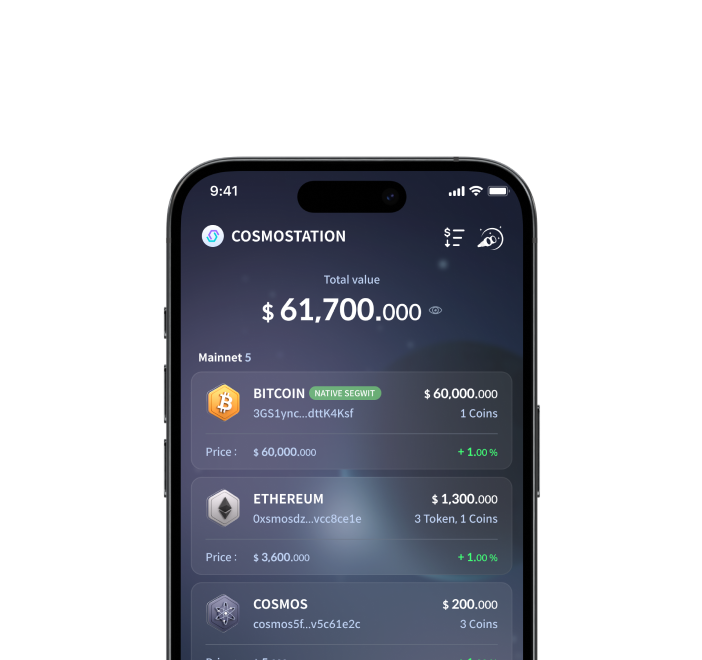 9:41
COSMOSTATION
Total value
$ 61,700.000
Mainnet 5
BITCOIN NATIVE SEGWIT $ 60,000.000
3GS1ync...dttK4Ksf 1 Coins
Price : $ 60,000.000 + 1.00 %
ETHEREUM $ 1,300.000
0xsmosdz...vcc8ce1e 3 Token, 1 Coins
Price : $ 3,600.000 + 1.00 %
COSMOS $ 200.000
cosmos5f...v5c61e2c 3 Coins